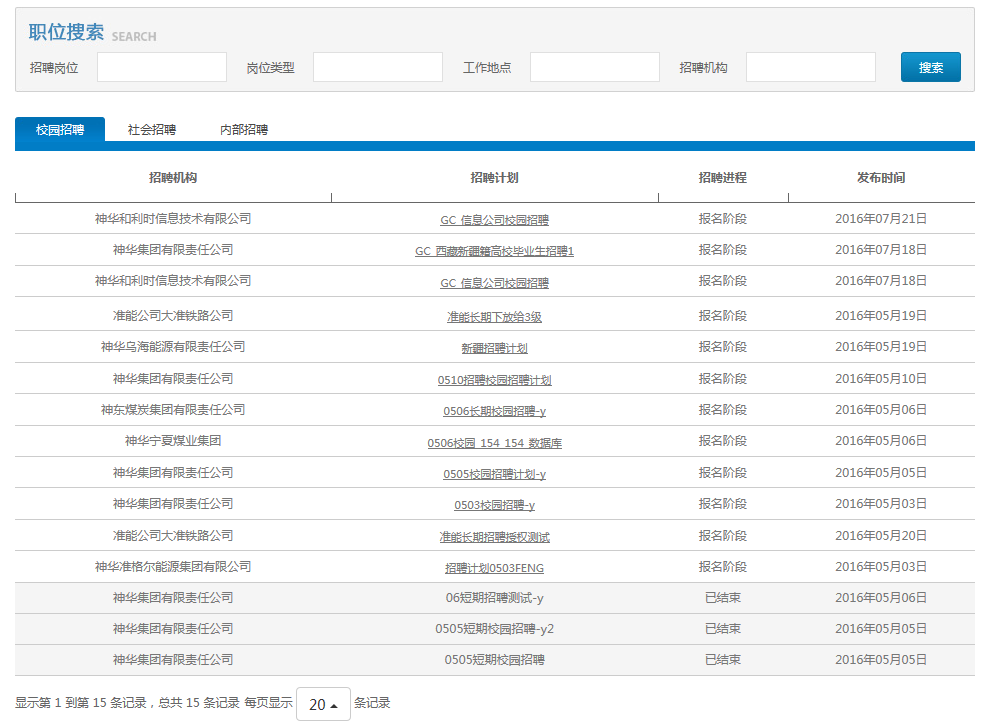 职位搜索 SEARCH
招聘岗位 岗位类型 工作地点 招聘机构 搜索
校园招聘 社会招聘 内部招聘
招聘机构 招聘计划 招聘进程 发布时间
神华和利时信息技术有限公司 GC_信息公司校园招聘 报名阶段 2016年07月21日
神华集团有限责任公司 GC_西藏新疆籍高校毕业生招聘1 报名阶段 2016年07月18日
神华和利时信息技术有限公司 GC_信息公司校园招聘 报名阶段 2016年07月18日
准能公司大准铁路公司 准能长期下放给3级 报名阶段 2016年05月19日
神华乌海能源有限责任公司 新疆招聘计划 报名阶段 2016年05月19日
神华集团有限责任公司 0510招聘校园招聘计划 报名阶段 2016年05月10日
神东煤炭集团有限责任公司 0506长期校园招聘-y 报名阶段 2016年05月06日
神华宁夏煤业集团 0506校园_154_154_数据库 报名阶段 2016年05月06日
神华集团有限责任公司 0505校园招聘计划-y 报名阶段 2016年05月05日
神华集团有限责任公司 0503校园招聘-y 报名阶段 2016年05月03日
准能公司大准铁路公司 准能长期招聘授权测试 报名阶段 2016年05月20日
神华准格尔能源集团有限公司 招聘计划0503FENG 报名阶段 2016年05月03日
神华集团有限责任公司 06短期招聘测试-y 已结束 2016年05月06日
神华集团有限责任公司 0505短期校园招聘-y2 已结束 2016年05月05日
神华集团有限责任公司 0505短期校园招聘 已结束 2016年05月05日
显示第 1 到第 15 条记录，总共 15 条记录 每页显示 20 条记录